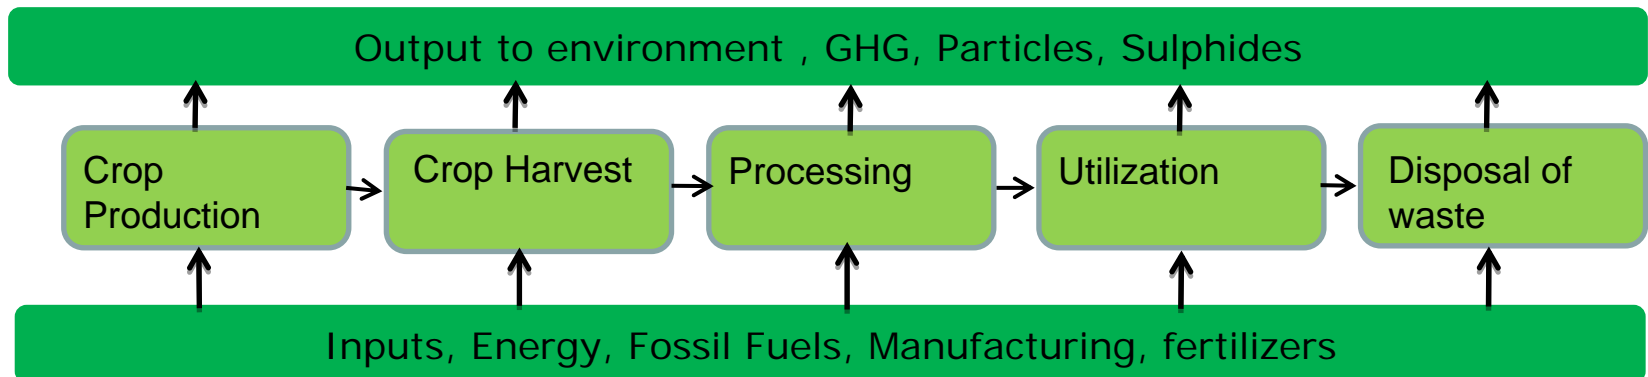 Output to environment , GHG, Particles, Sulphides
Crop
Production
Crop Harvest
Processing
Utilization
Disposal of
waste
Inputs, Energy, Fossil Fuels, Manufacturing, fertilizers